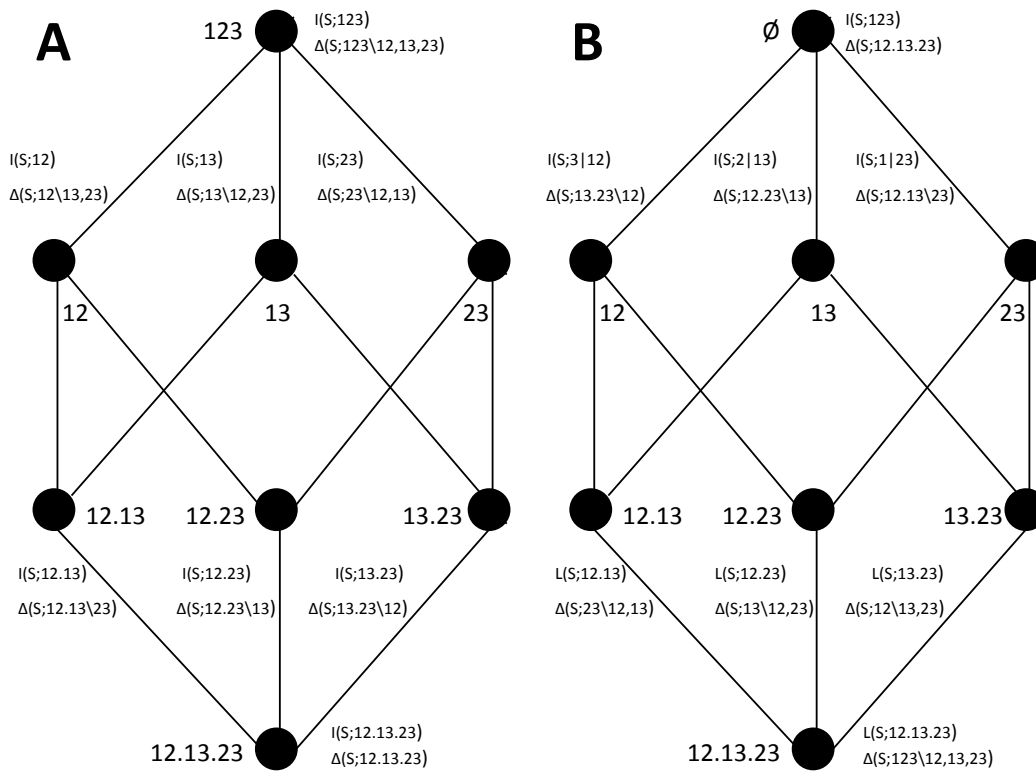 A
123
I(S;123)
Δ(S;123\12,13,23)
I(S;12)
Δ(S;12\13,23)
I(S;13)
Δ(S;13\12,23)
I(S;23)
Δ(S;23\12,13)
12
13
23
12.13
12.23
13.23
I(S;12.13)
Δ(S;12.13\23)
I(S;12.23)
Δ(S;12.23\13)
I(S;13.23)
Δ(S;13.23\12)
12.13.23
I(S;12.13.23)
Δ(S;12.13.23)
B
∅
I(S;123)
Δ(S;12.13.23)
I(S;3|12)
Δ(S;13.23\12)
I(S;2|13)
Δ(S;12.23\13)
I(S;1|23)
Δ(S;12.13\23)
12
13
23
12.13
12.23
13.23
L(S;12.13)
Δ(S;23\12,13)
L(S;12.23)
Δ(S;13\12,23)
L(S;13.23)
Δ(S;12\13,23)
12.13.23
L(S;12.13.23)
Δ(S;123\12,13,23)